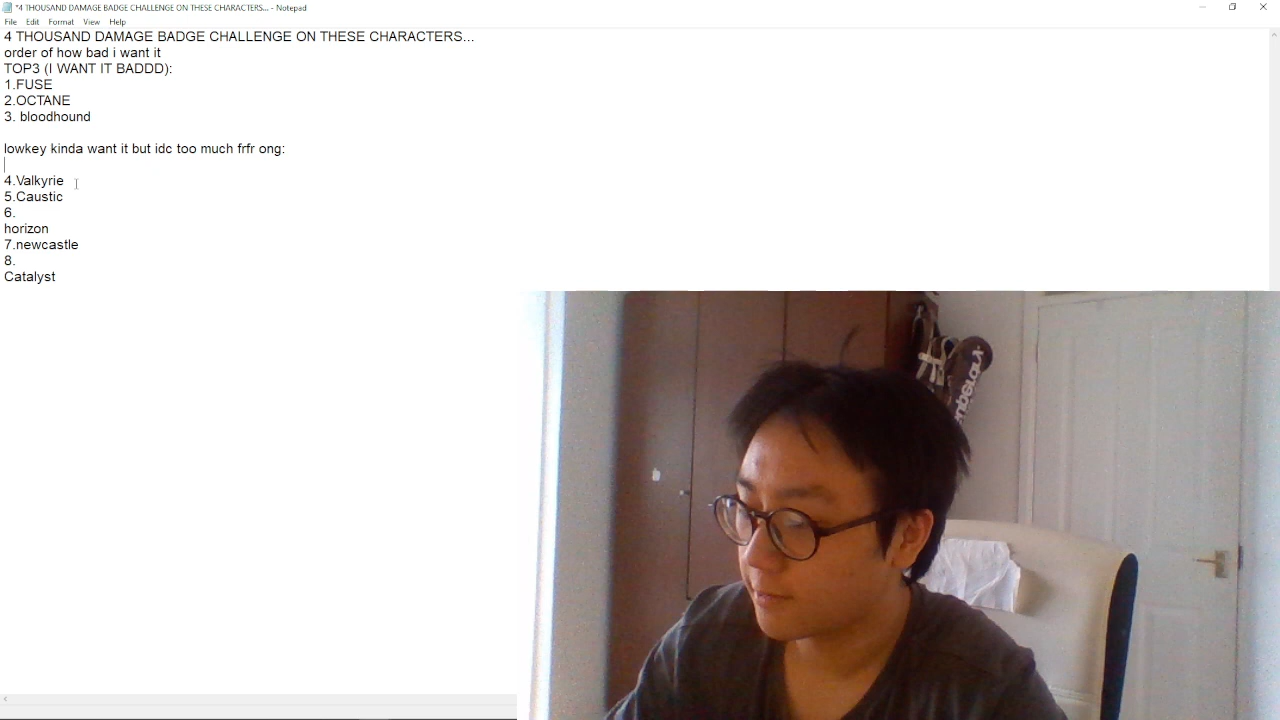 *4 THOUSAND DAMAGE BADGE CHALLENGE ON THESE CHARACTERS... - Notepad
File Edit Format View Help
4 THOUSAND DAMAGE BADGE CHALLENGE ON THESE CHARACTERS...
order of how bad i want it
TOP3 (I WANT IT BADDD):
1.FUSE
2.OCTANE
3. bloodhound
lowkey kinda want it but idc too much frfr ong:
4.Valkyrie
5.Caustic
6.
horizon
7.newcastle
8.
Catalyst